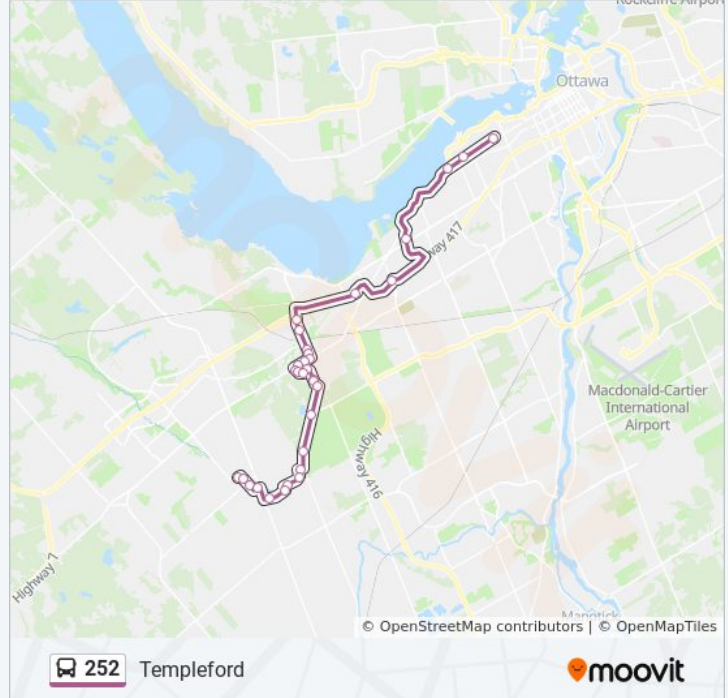 Rockcliffe Airport
Ottawa
way 417
Macdonald-Cartier
International
Airport
Highway 416
Highway 7
Manotick
© OpenStreetMap contributors | © OpenMapTiles
252 Templeford
moovit